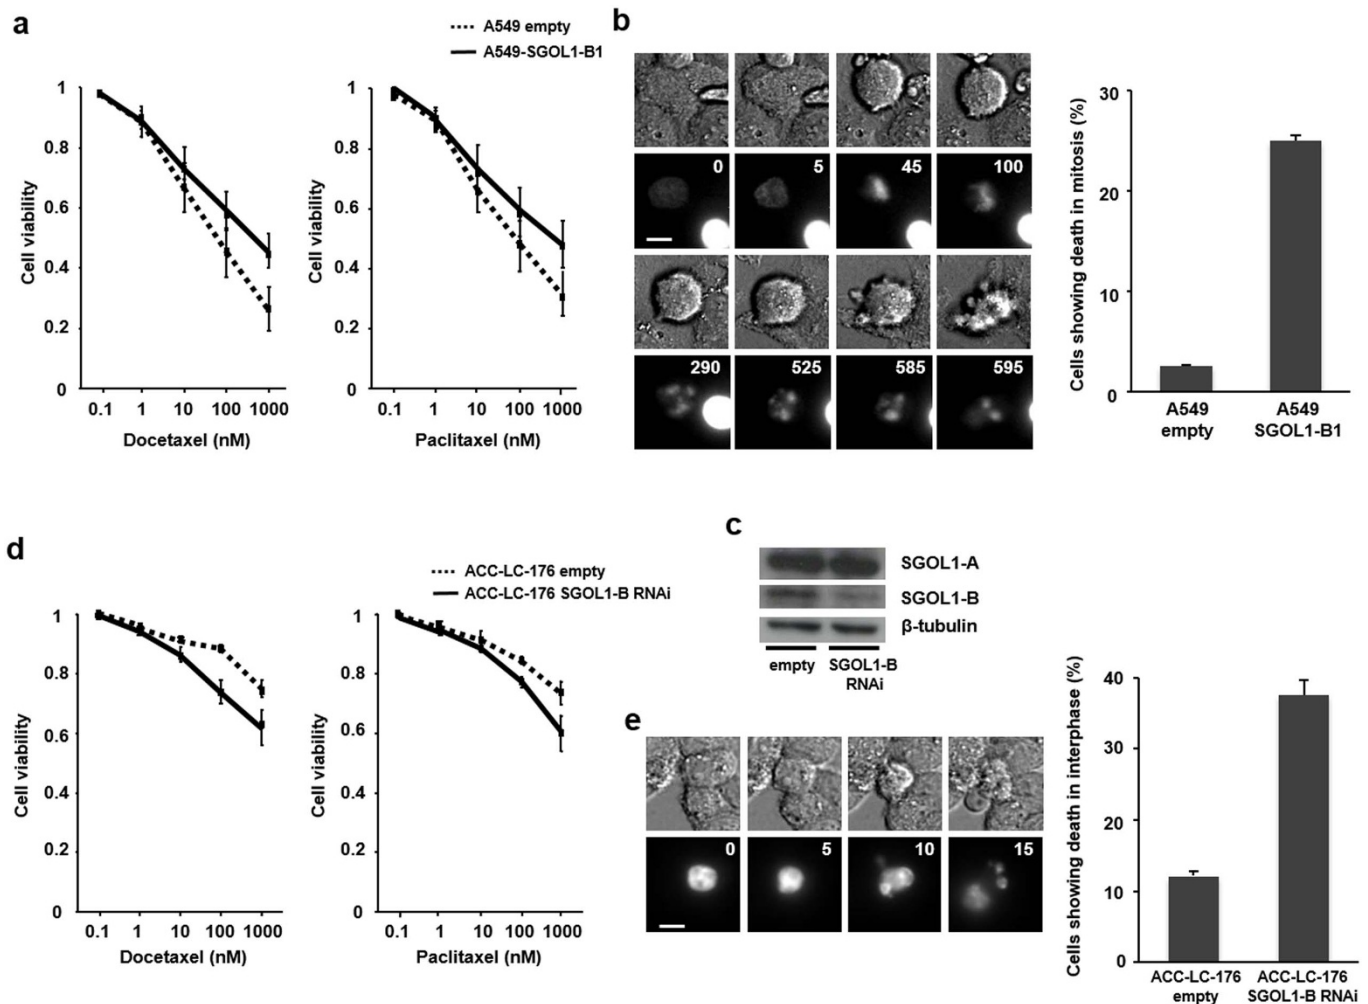 a
A549 empty
A549-SGOL1-B1
1
0.8
0.6
0.4
0.2
0
Cell viability
0.1 1 10 100 1000
Docetaxel (nM)
1
0.8
0.6
0.4
0.2
0
Cell viability
0.1 1 10 100 1000
Paclitaxel (nM)
b
0 5 45 100
290 525 585 595
Cells showing death in mitosis (%)
30
20
10
0
A549 A549
empty SGOL1-B1
c
SGOL1-A
SGOL1-B
β-tubulin
empty SGOL1-B
RNAi
d
ACC-LC-176 empty
ACC-LC-176 SGOL1-B RNAi
1
0.8
0.6
0.4
0.2
0
Cell viability
0.1 1 10 100 1000
Docetaxel (nM)
1
0.8
0.6
0.4
0.2
0
Cell viability
0.1 1 10 100 1000
Paclitaxel (nM)
e
0 5 10 15
Cells showing death in interphase (%)
40
30
20
10
0
ACC-LC-176 ACC-LC-176
empty SGOL1-B RNAi